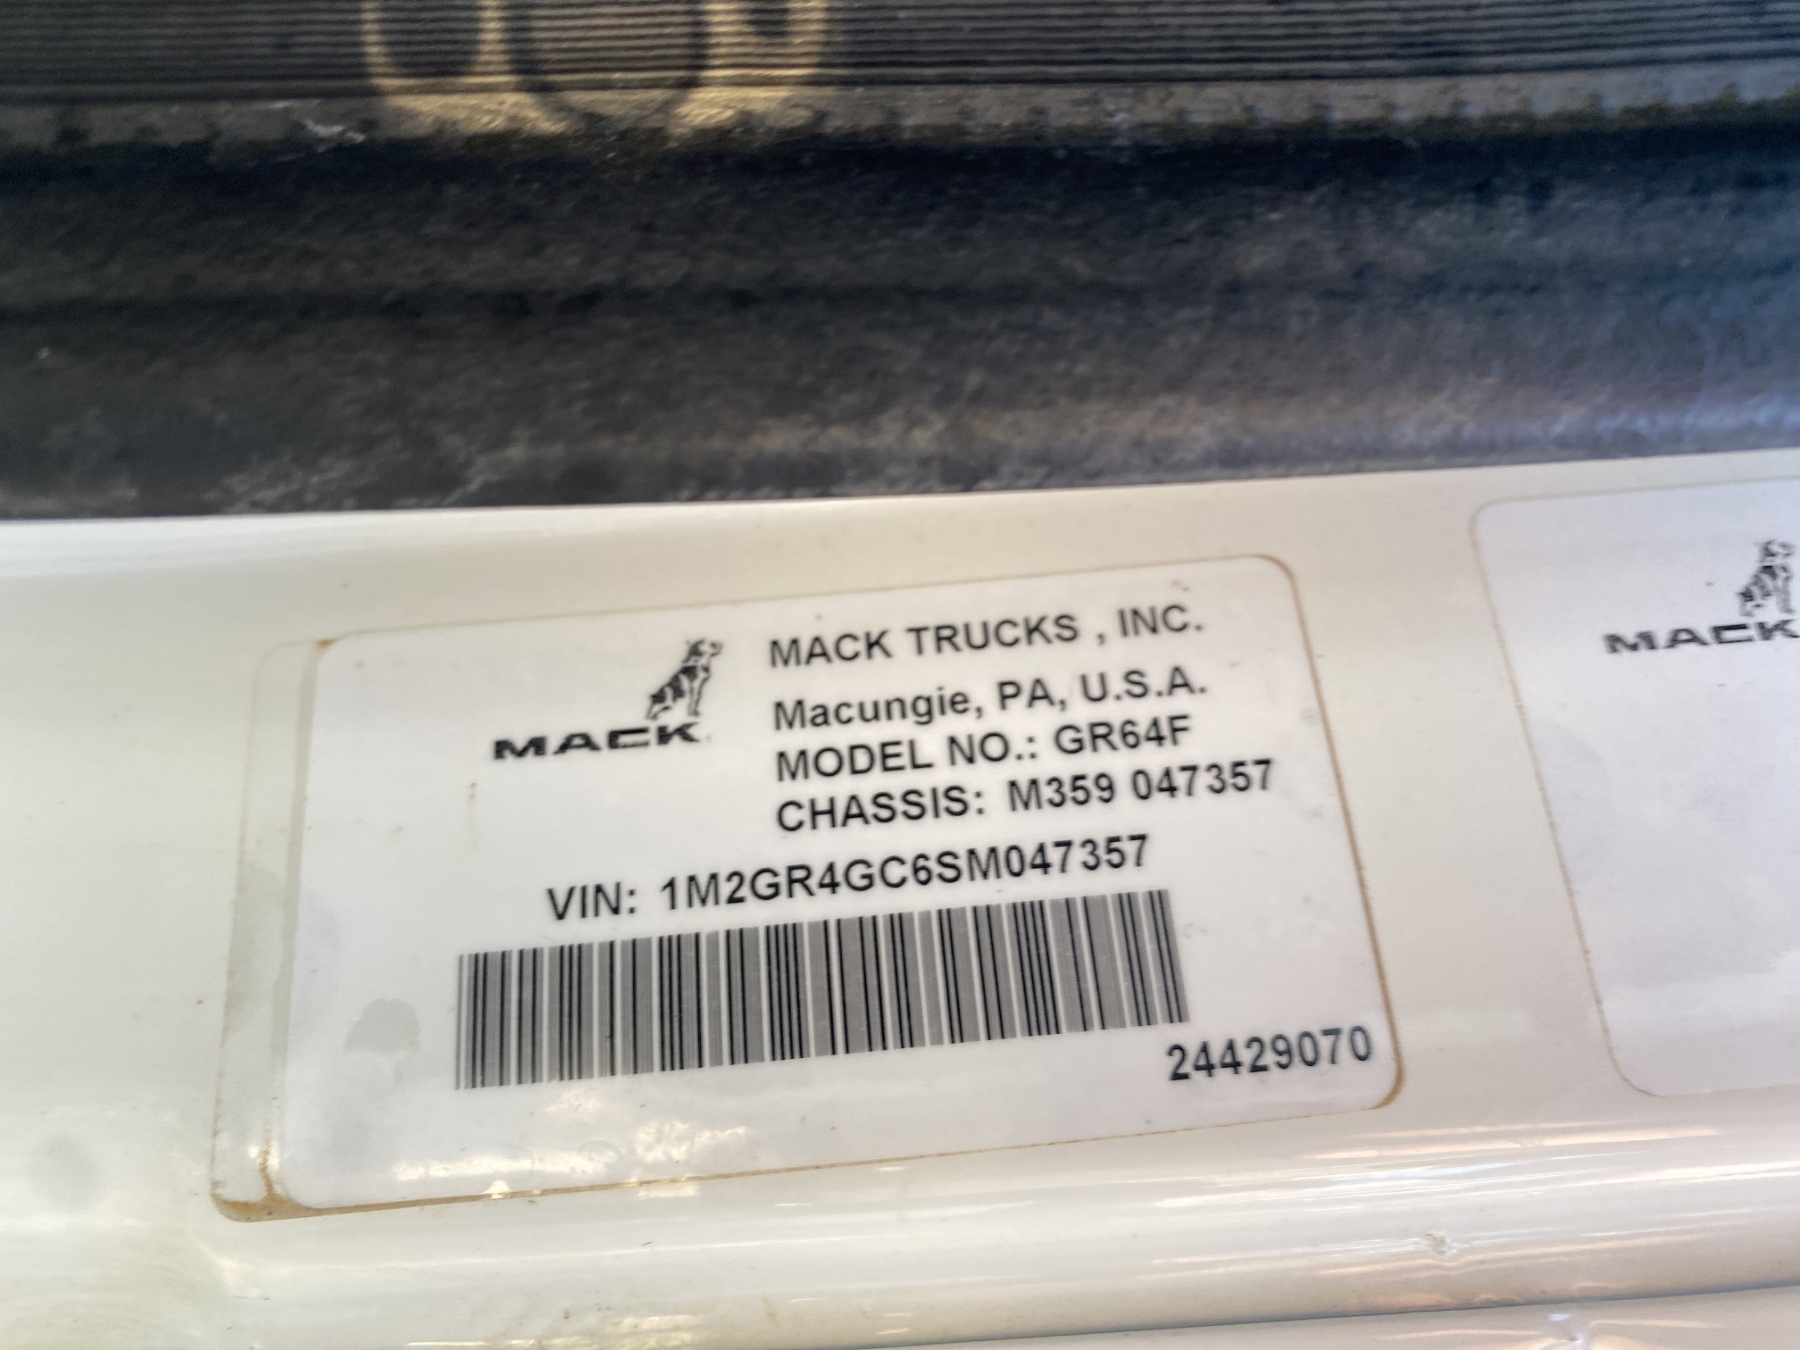 MACK
MACK TRUCKS , INC.
Macungie, PA, U.S.A.
MODEL NO.: GR64F
CHASSIS: M359 047357
VIN: 1M2GR4GC6SM047357
24429070
MACK